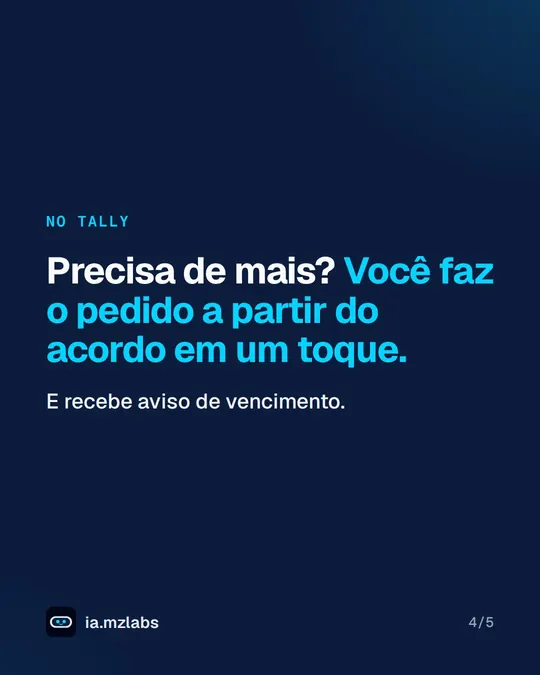 NO TALLY
Precisa de mais? Você faz
o pedido a partir do
acordo em um toque.
E recebe aviso de vencimento.
ia.mzlabs
4/5